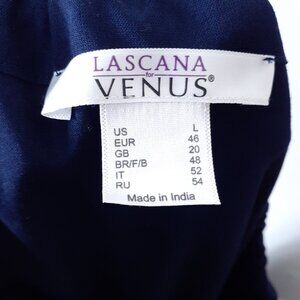 LASCANA
for
VENUS®
US L
EUR 46
GB 20
BR/F/B 48
IT 52
RU 54
Made in India